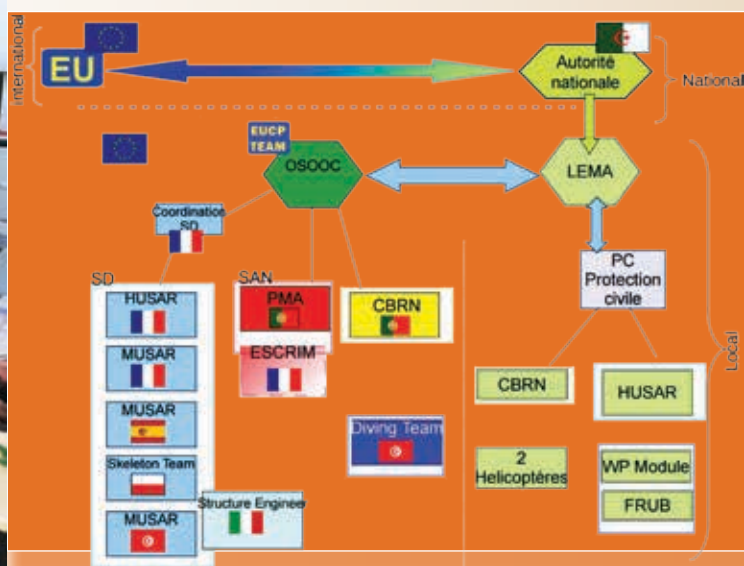 International
EU
Autorité
nationale
National
EUCP
TEAM
OSOOC
LEMA
Coordination
SD
PC
Protection
civile
Local
SD
HUSAR
MUSAR
MUSAR
Skeleton Team
MUSAR
Structure Engineer
SAN
PMA
ESCRIM
CBRN
Diving Team
CBRN
HUSAR
2
Helicoptéres
WP Module
FRUB